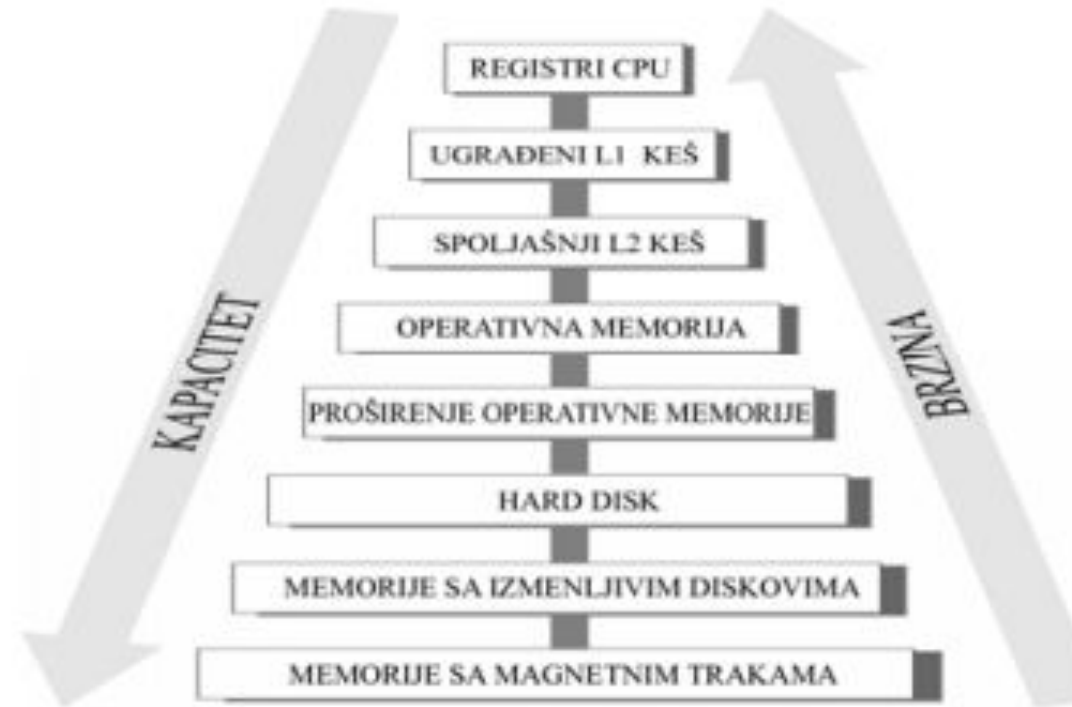 REGISTRI CPU
UGRAĐENI L1 KEŠ
SPOLJAŠNJI L2 KEŠ
OPERATIVNA MEMORIJA
PROŠIRENJE OPERATIVNE MEMORIJE
HARD DISK
MEMORIJE SA IZMENLJIVIM DISKOVIMA
MEMORIJE SA MAGNETNIM TRAKAMA
KAPACITET
BRZINA